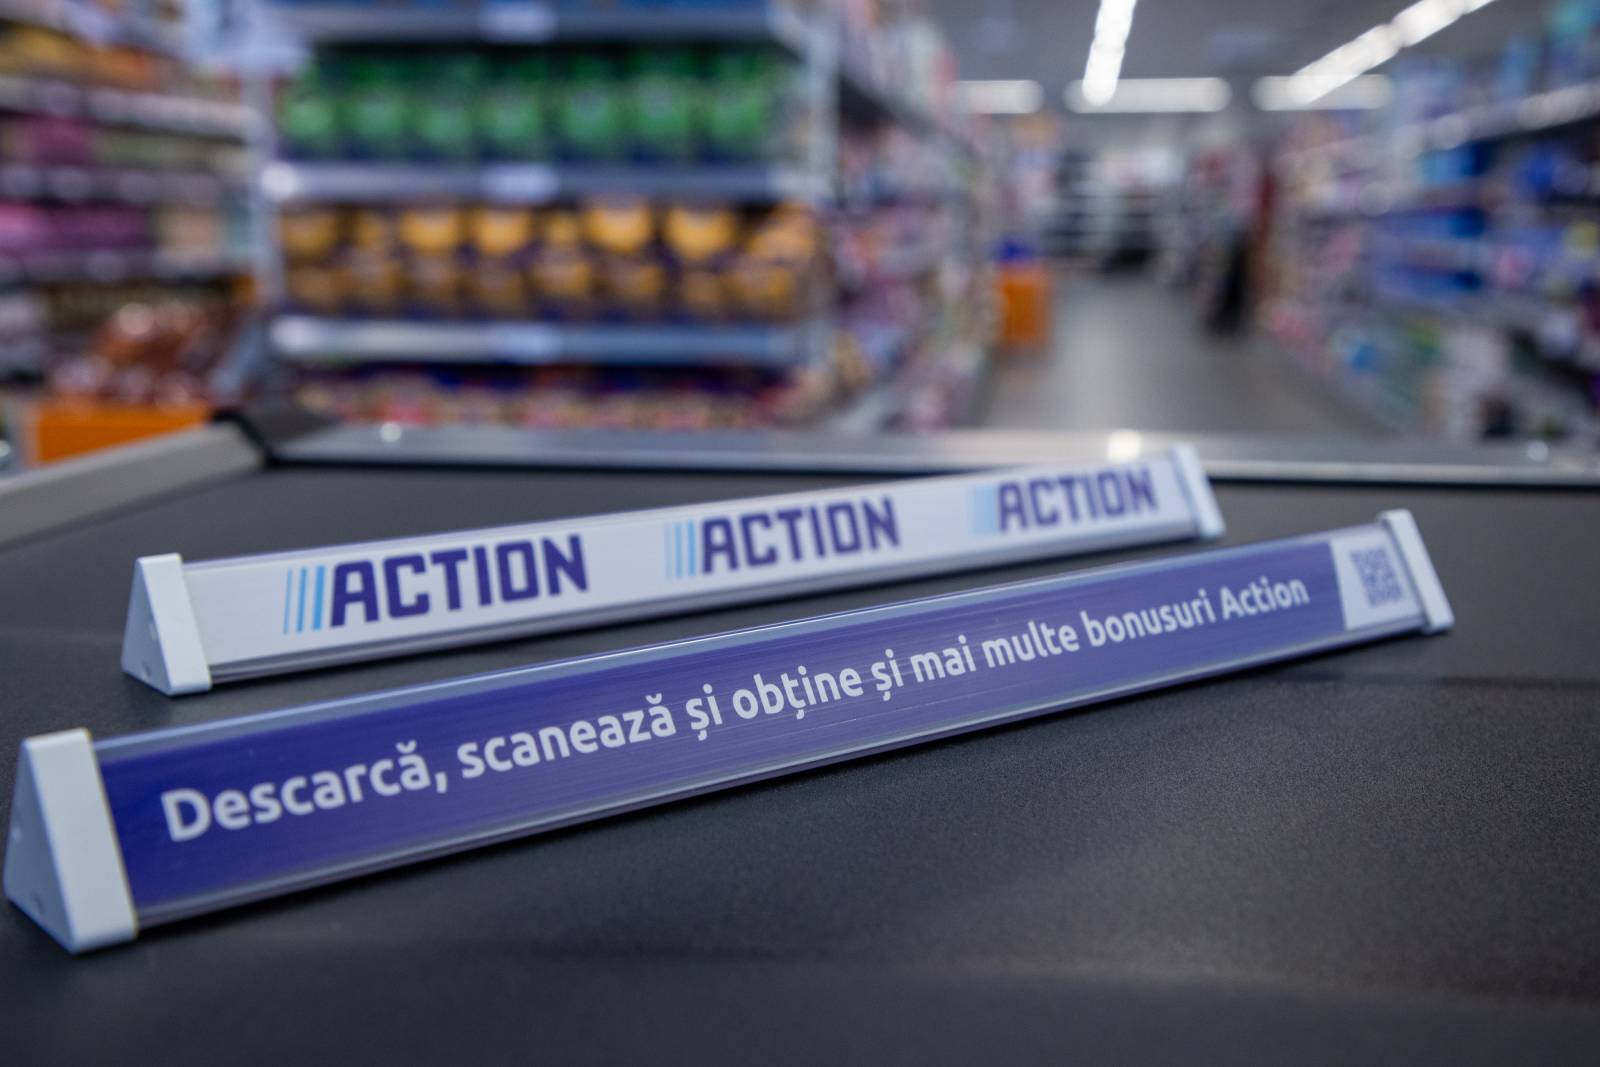 ACTION ACTION ACTION
Descarcă, scanează și obține și mai multe bonusuri Action